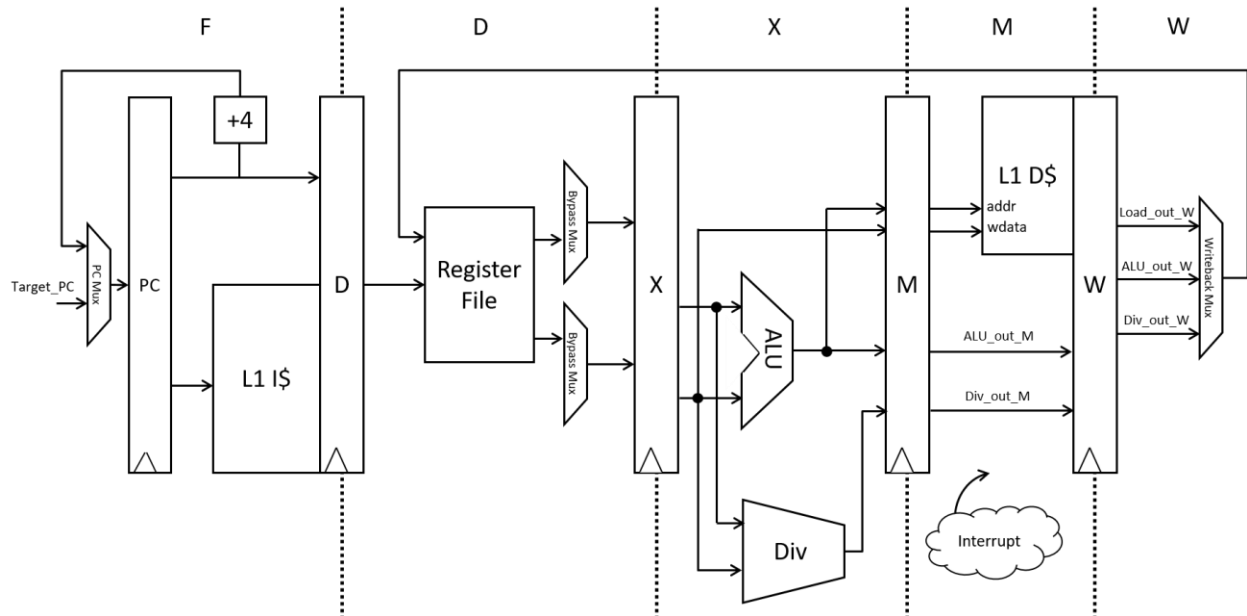 F
D
X
M
W
+4
L1 D$
addr
wdata
Bypass Mux
Load_out_W
Writeback Mux
Target_PC
PC Mux
PC
L1 I$
D
Register
File
Bypass Mux
X
ALU
M
W
ALU_out_W
Div_out_W
ALU_out_M
Div_out_M
Div
Interrupt